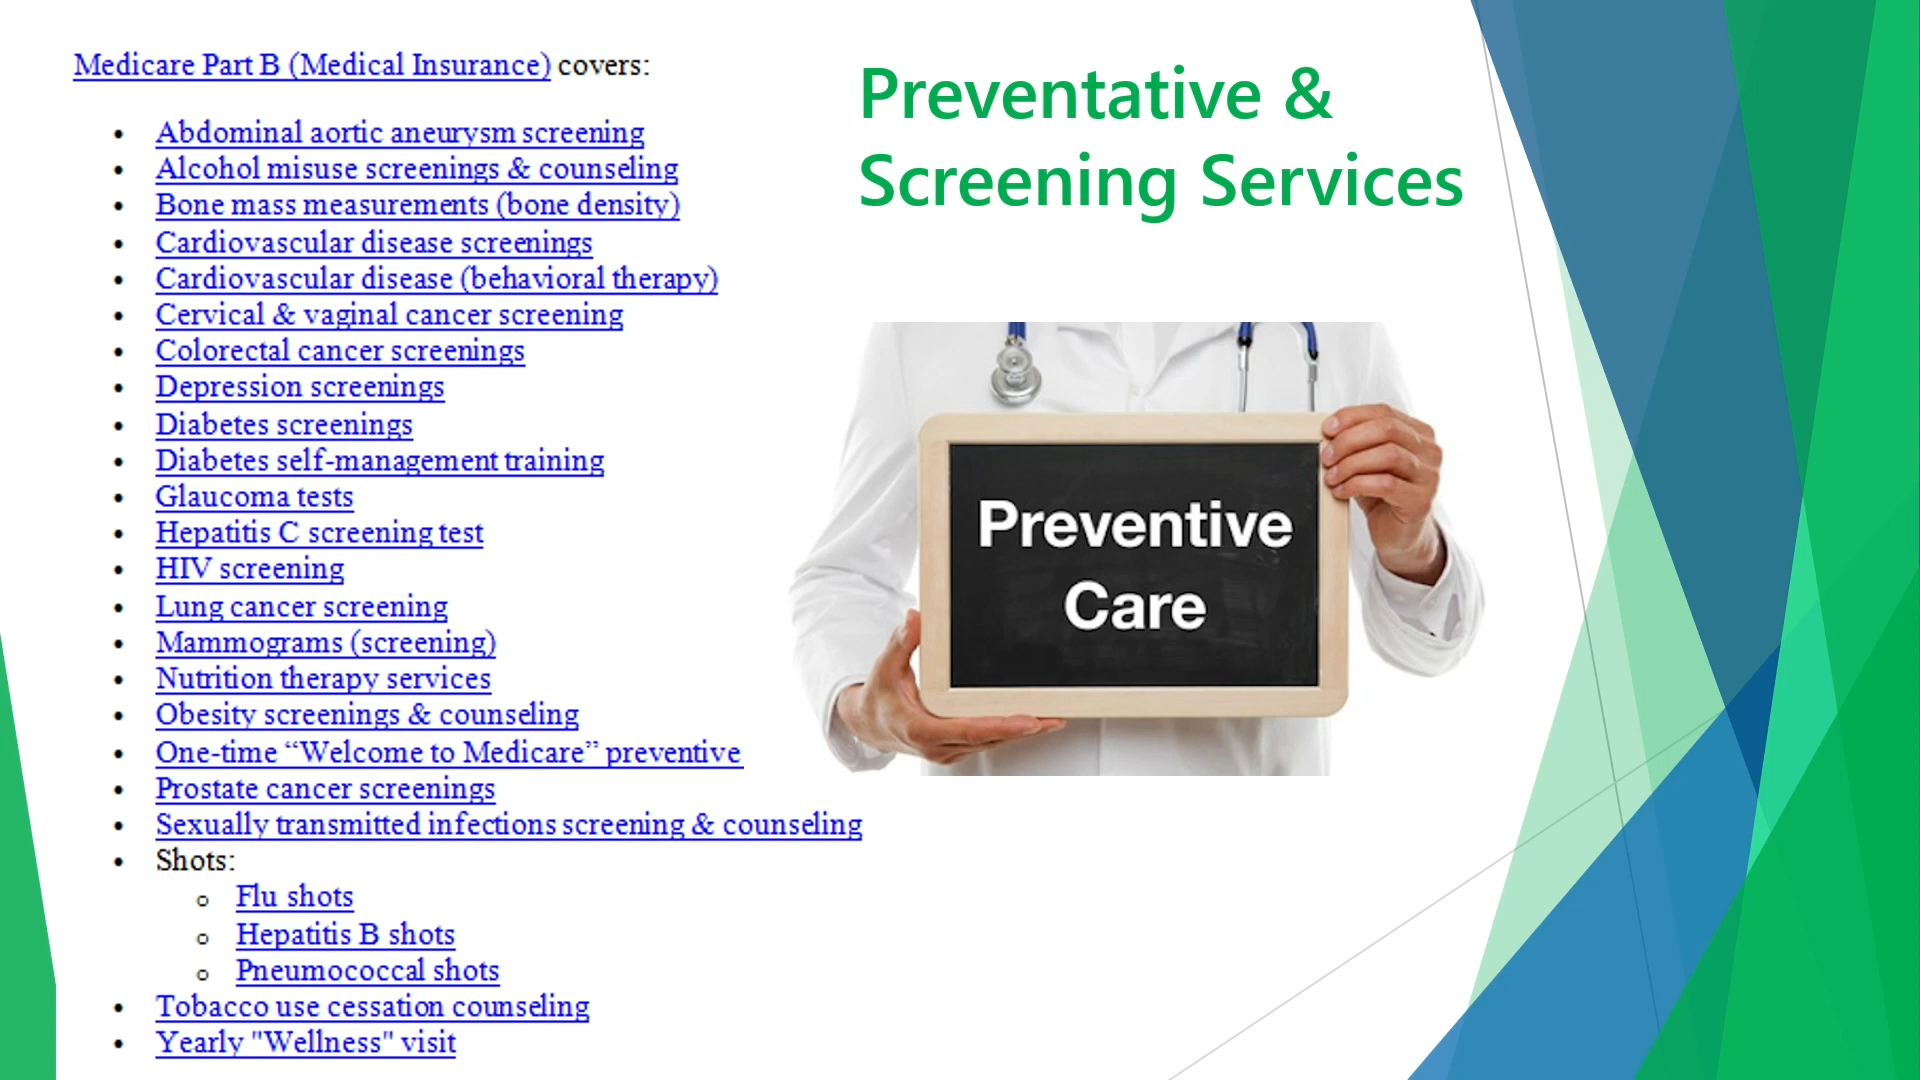 Medicare Part B (Medical Insurance) covers:
• Abdominal aortic aneurysm screening
• Alcohol misuse screenings & counseling
• Bone mass measurements (bone density)
• Cardiovascular disease screenings
• Cardiovascular disease (behavioral therapy)
• Cervical & vaginal cancer screening
• Colorectal cancer screenings
• Depression screenings
• Diabetes screenings
• Diabetes self-management training
• Glaucoma tests
• Hepatitis C screening test
• HIV screening
• Lung cancer screening
• Mammograms (screening)
• Nutrition therapy services
• Obesity screenings & counseling
• One-time “Welcome to Medicare” preventive
• Prostate cancer screenings
• Sexually transmitted infections screening & counseling
• Shots:
o Flu shots
o Hepatitis B shots
o Pneumococcal shots
• Tobacco use cessation counseling
• Yearly "Wellness" visit
Preventative &
Screening Services
Preventive
Care